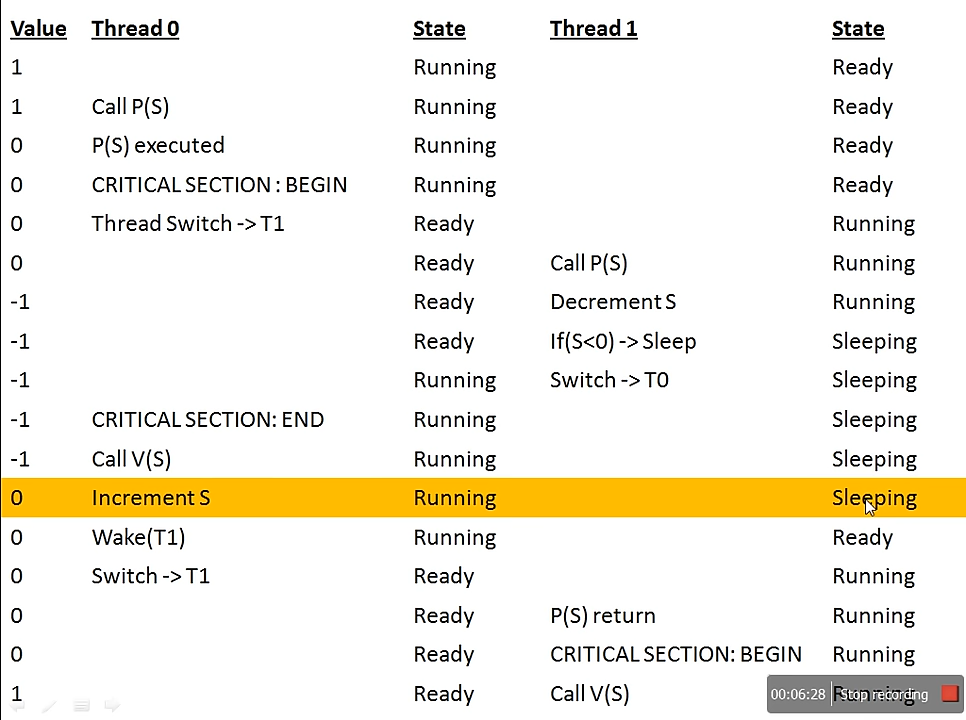 Value Thread 0 State Thread 1 State
1 Running Ready
1 Call P(S) Running Ready
0 P(S) executed Running Ready
0 CRITICAL SECTION : BEGIN Running Ready
0 Thread Switch -> T1 Ready Running
0 Ready Call P(S) Running
-1 Ready Decrement S Running
-1 Ready If(S<0) -> Sleep Sleeping
-1 Running Switch -> T0 Sleeping
-1 CRITICAL SECTION: END Running Sleeping
-1 Call V(S) Running Sleeping
0 Increment S Running Sleeping
0 Wake(T1) Running Ready
0 Switch -> T1 Ready Running
0 Ready P(S) return Running
0 Ready CRITICAL SECTION: BEGIN Running
1 Ready Call V(S) Running
00:06:28 Stop recording